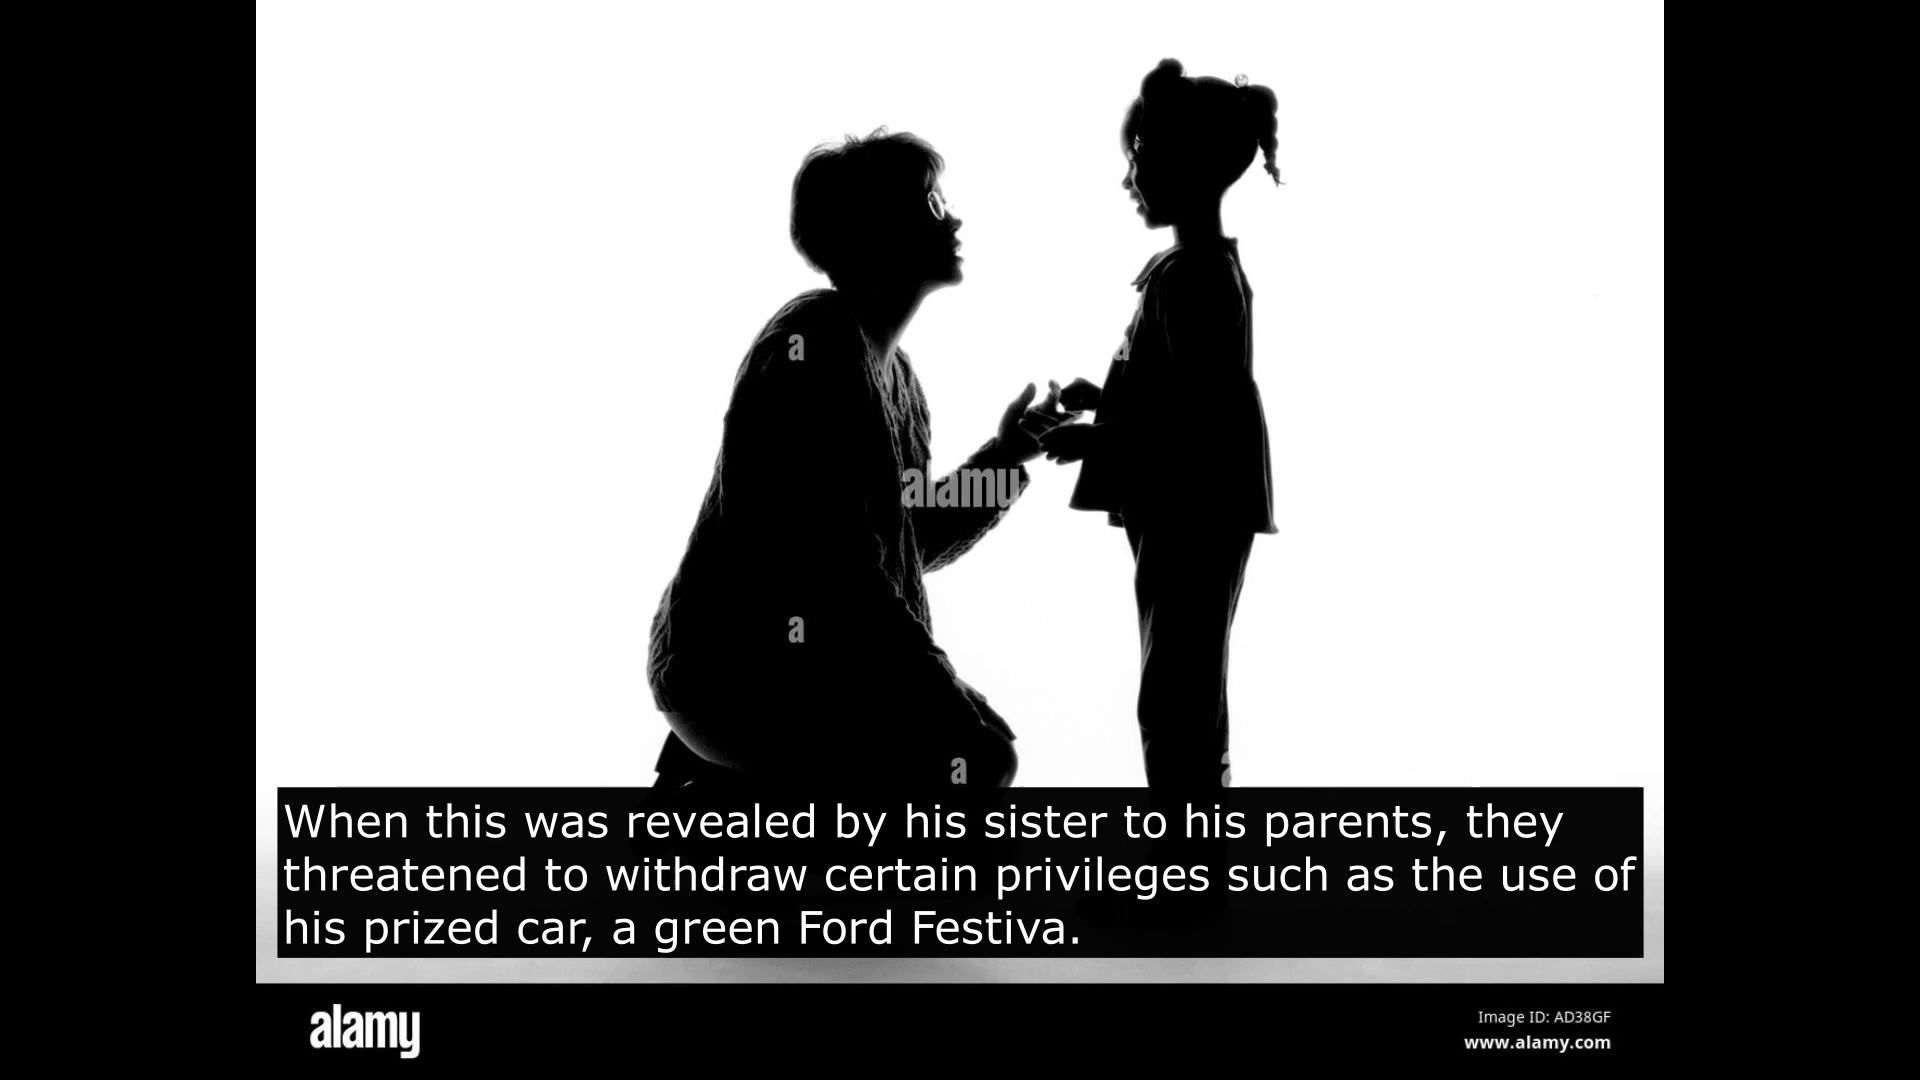 a
a
alamy
a
a
a
When this was revealed by his sister to his parents, they
threatened to withdraw certain privileges such as the use of
his prized car, a green Ford Festiva.
alamy
Image ID: AD38GF
www.alamy.com